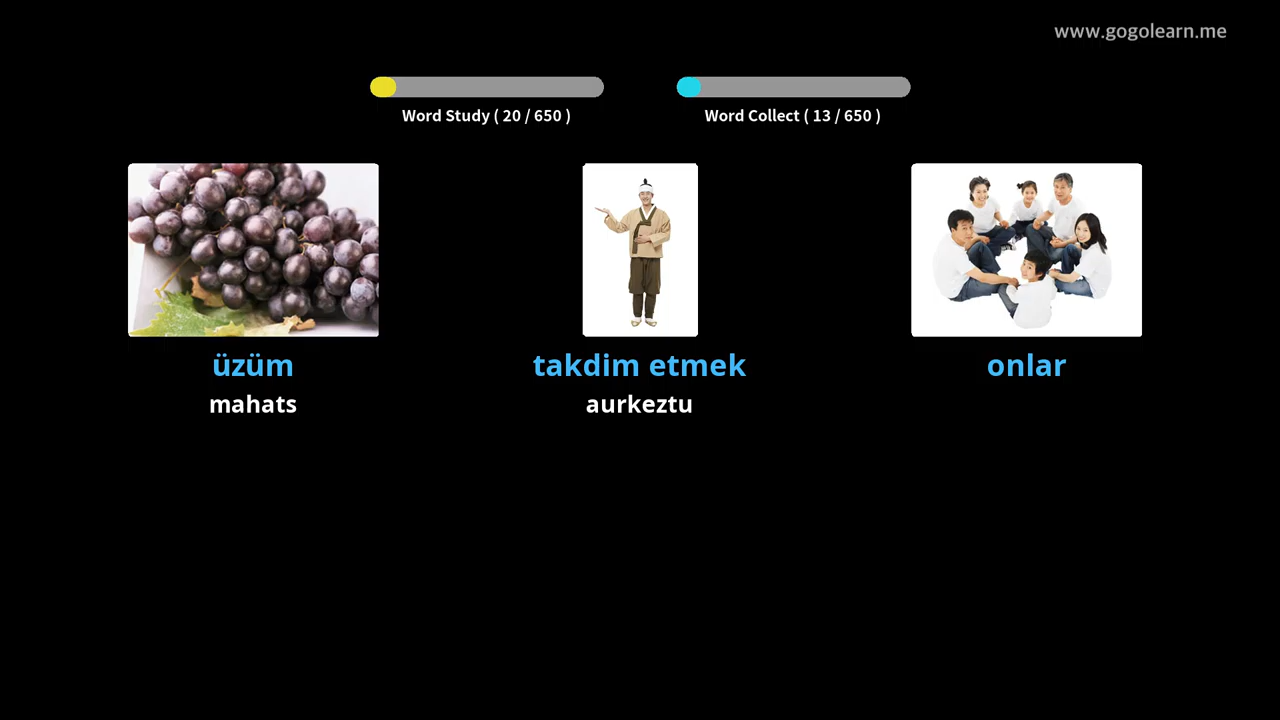 www.gogolearn.me
Word Study ( 20 / 650 )
Word Collect ( 13 / 650 )
üzüm
takdim etmek
onlar
mahats
aurkeztu